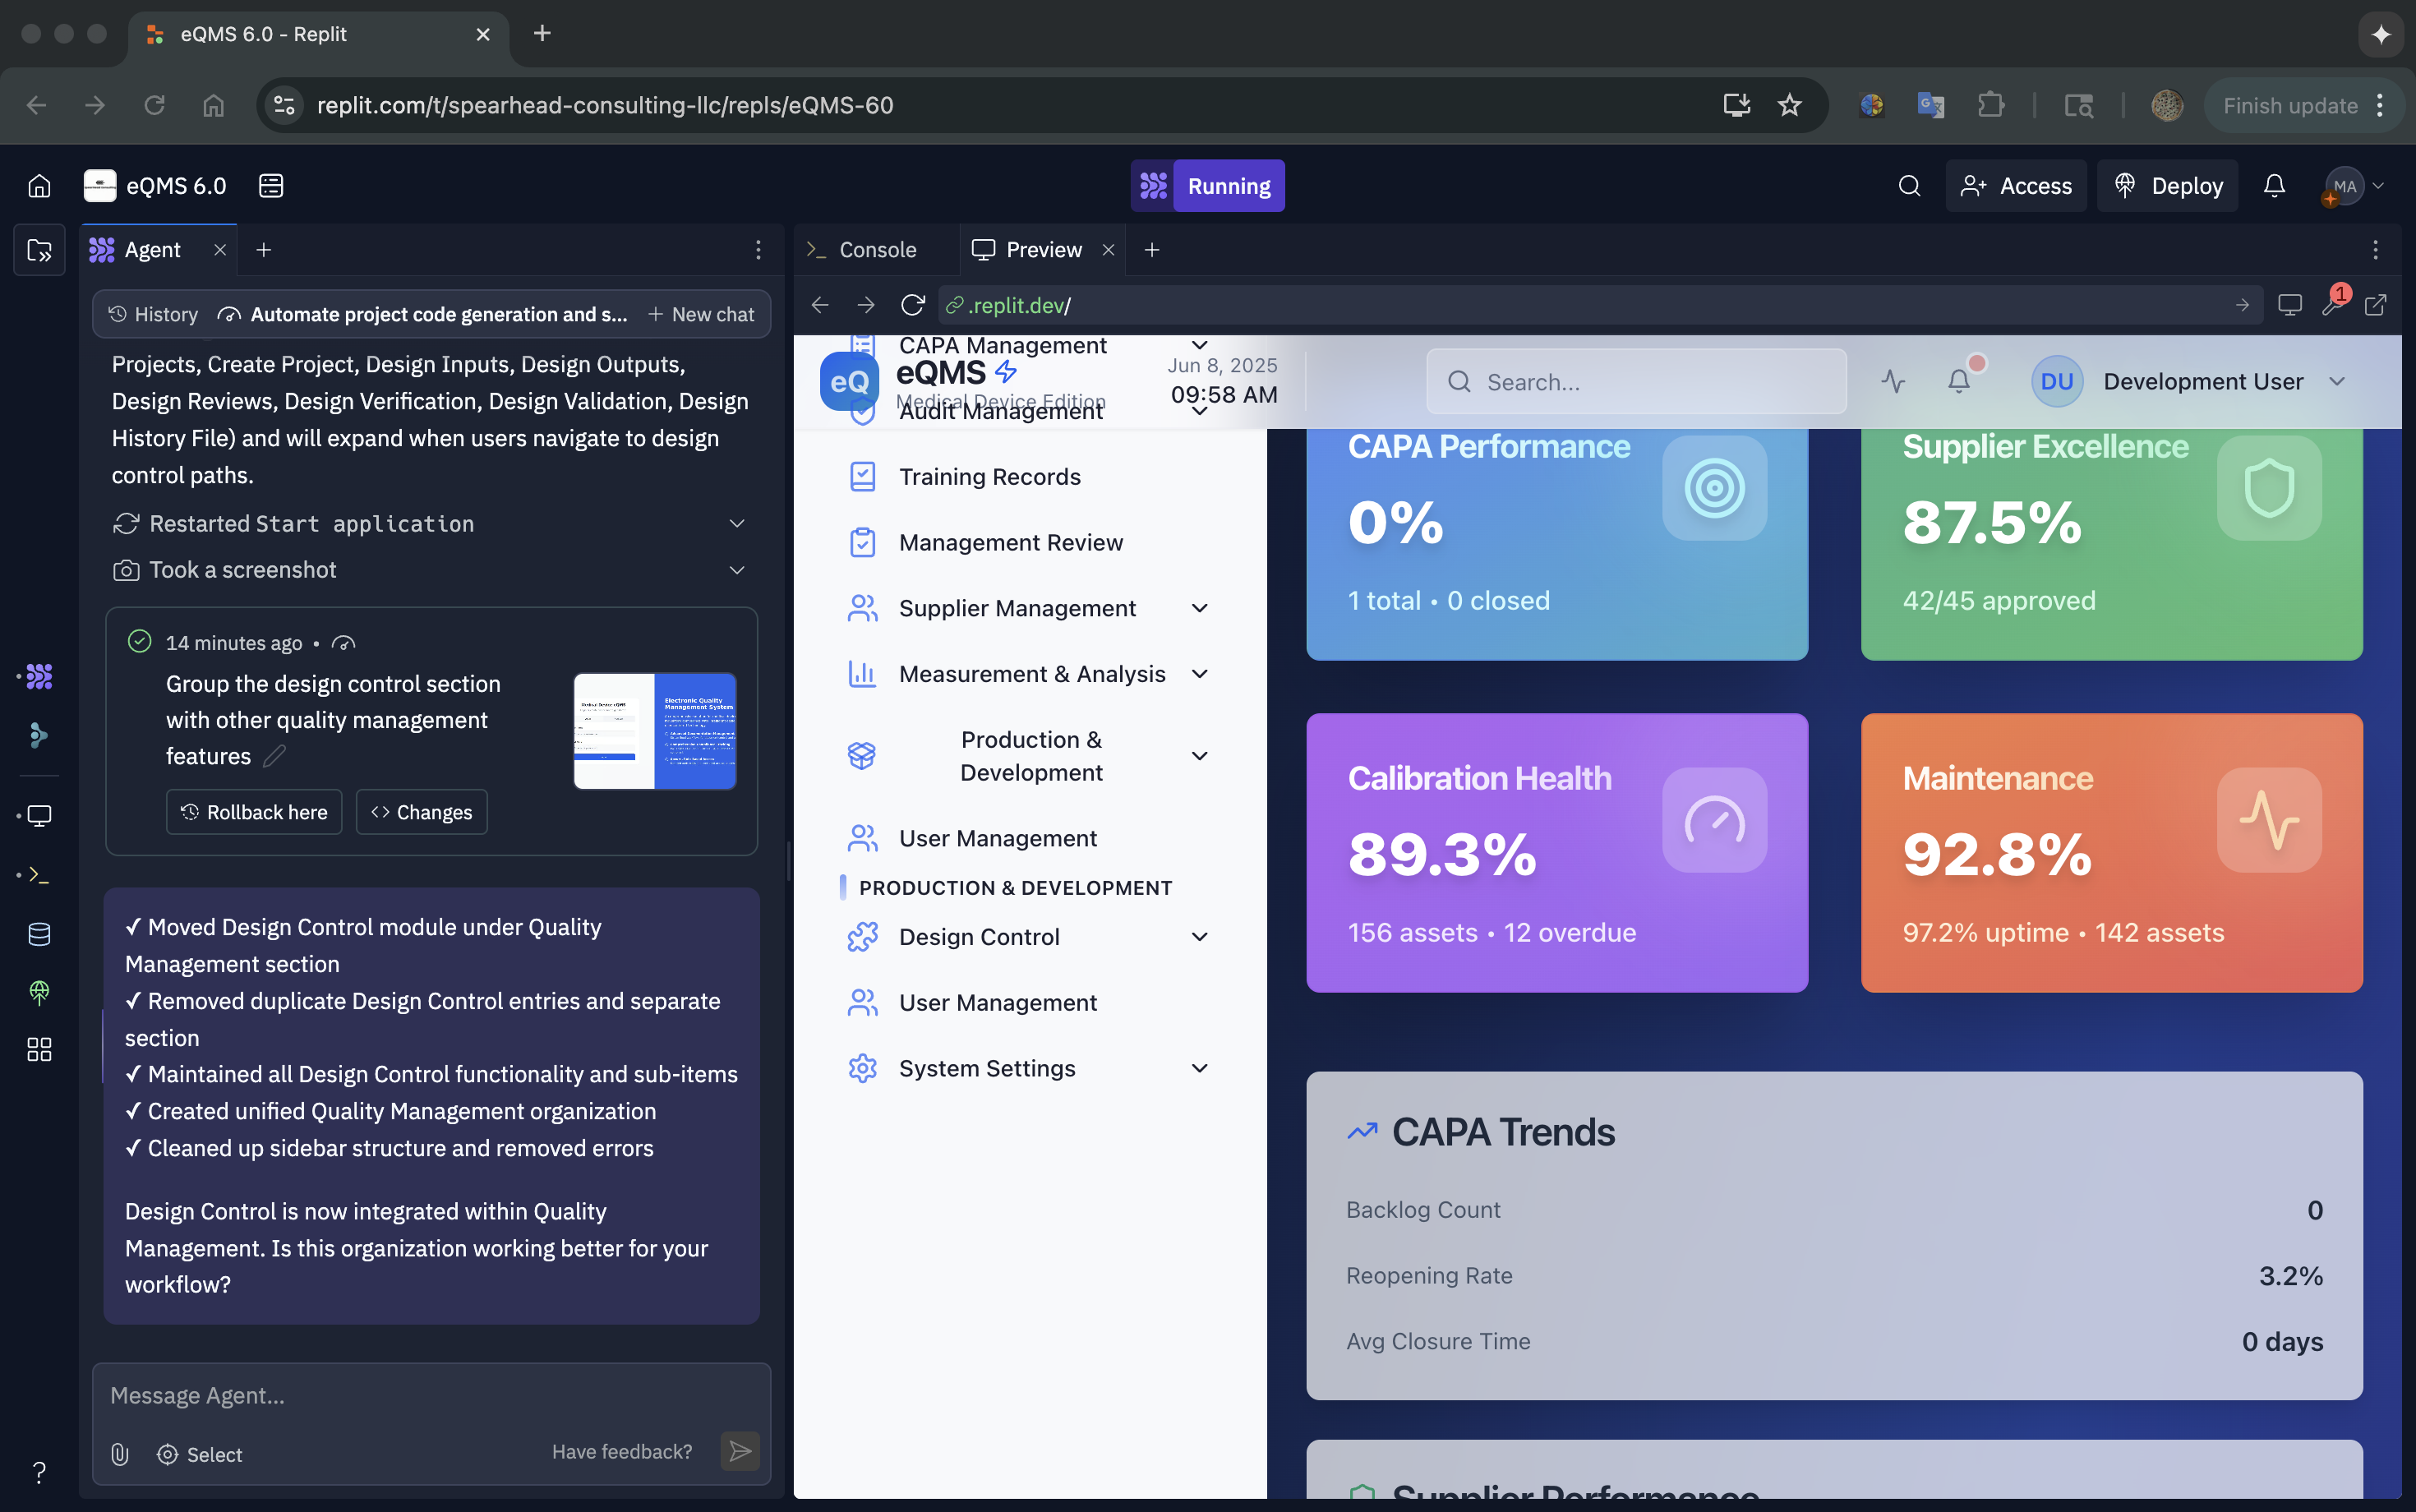 eQMS 6.0 - Replit
replit.com/t/spearhead-consulting-llc/repls/eQMS-60
Finish update
eQMS 6.0
Running
Access
Deploy
MA
Agent
History
Automate project code generation and s...
New chat
Projects, Create Project, Design Inputs, Design Outputs,
Design Reviews, Design Verification, Design Validation, Design
History File) and will expand when users navigate to design
control paths.
Restarted Start application
Took a screenshot
14 minutes ago •
Group the design control section
with other quality management
features
Electronic Quality
Management System
Rollback here
Changes
✓ Moved Design Control module under Quality
Management section
✓ Removed duplicate Design Control entries and separate
section
✓ Maintained all Design Control functionality and sub-items
✓ Created unified Quality Management organization
✓ Cleaned up sidebar structure and removed errors
Design Control is now integrated within Quality
Management. Is this organization working better for your
workflow?
Message Agent...
Select
Have feedback?
?
Console
Preview
.replit.dev/
1
CAPA Management
eQ
eQMS
Medical Device Edition
Jun 8, 2025
09:58 AM
Search...
DU
Development User
Audit Management
Training Records
Management Review
Supplier Management
Measurement & Analysis
Production &
Development
User Management
PRODUCTION & DEVELOPMENT
Design Control
User Management
System Settings
CAPA Performance
0%
1 total • 0 closed
Supplier Excellence
87.5%
42/45 approved
Calibration Health
89.3%
156 assets • 12 overdue
Maintenance
92.8%
97.2% uptime • 142 assets
CAPA Trends
Backlog Count
0
Reopening Rate
3.2%
Avg Closure Time
0 days
Supplier Performance